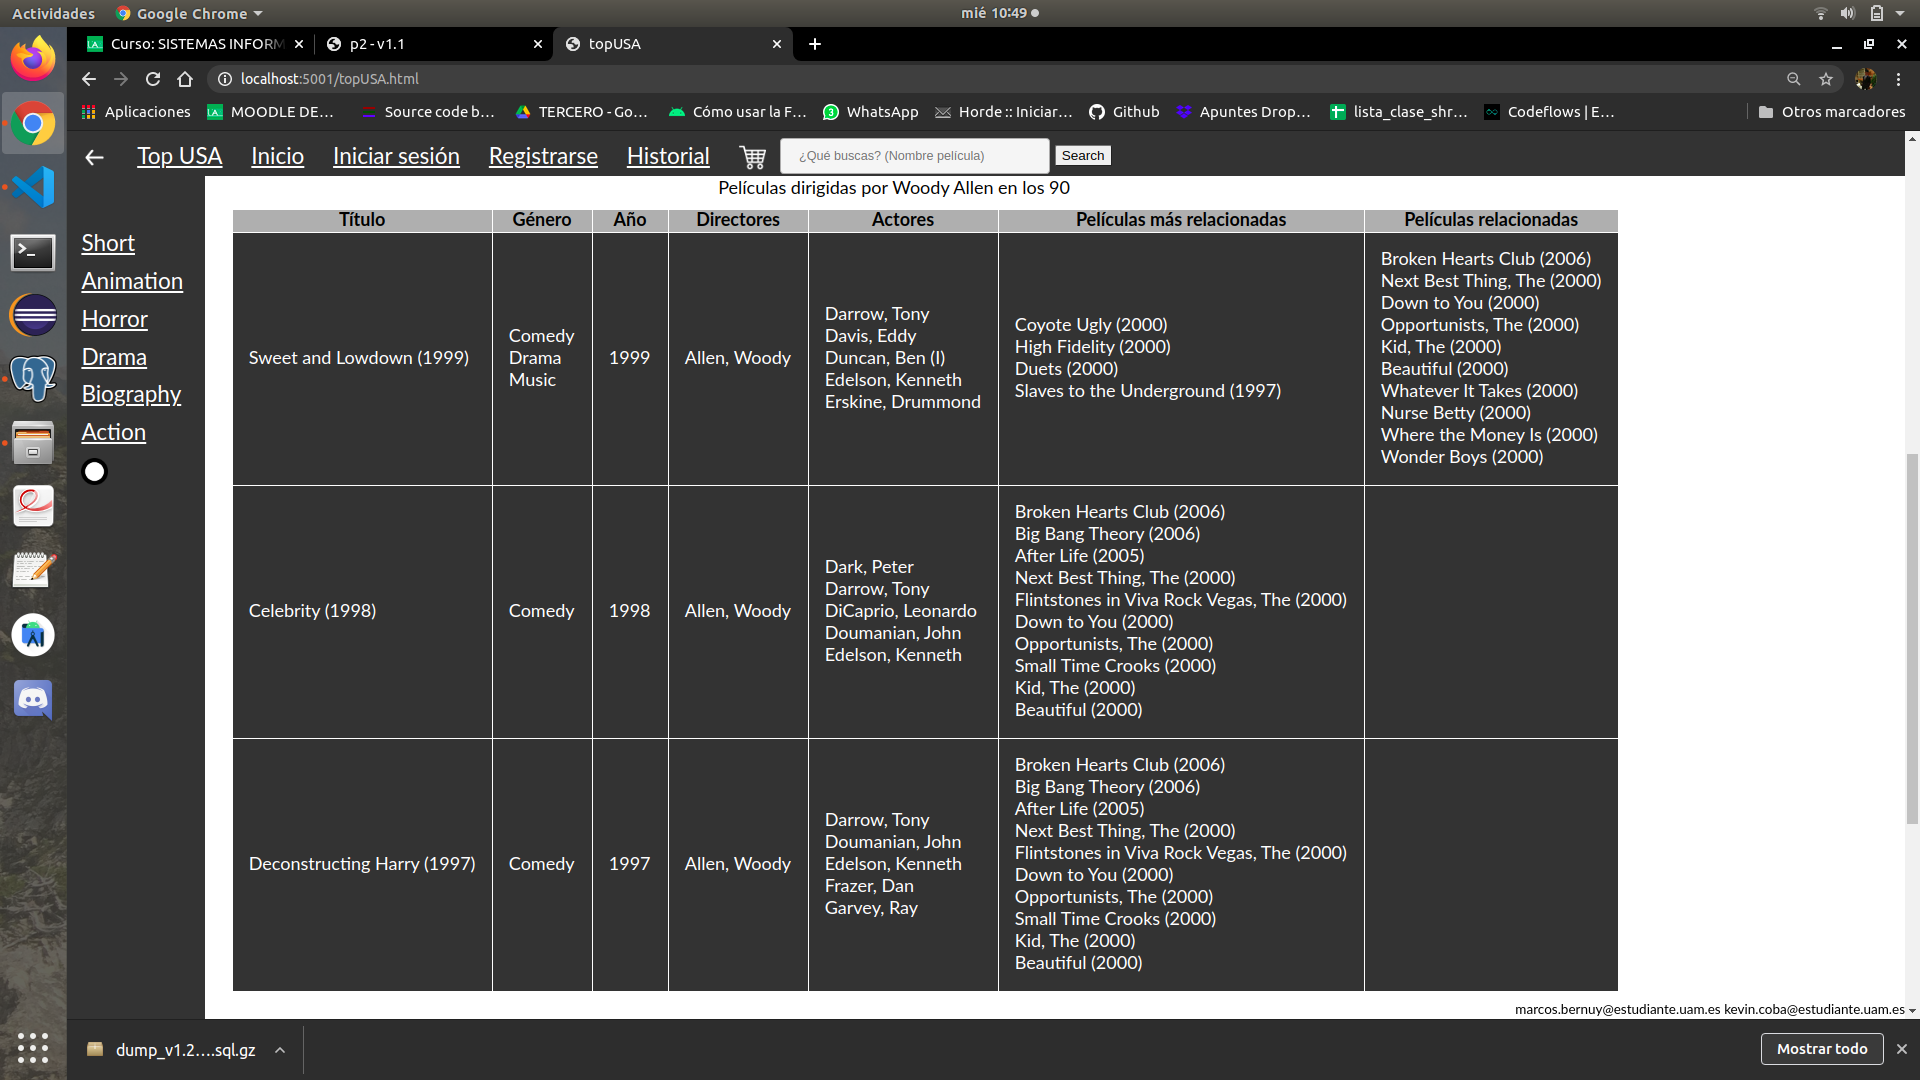 Actividades
Google Chrome
mié 10:49
Curso: SISTEMAS INFORM
p2 - v1.1
topUSA
localhost:5001/topUSA.html
Aplicaciones
MOODLE DE...
Source code b...
TERCERO - Go...
Cómo usar la F...
WhatsApp
Horde :: Iniciar...
Github
Apuntes Drop...
lista_clase_shr...
Codeflows | E...
Otros marcadores
Top USA
Inicio
Iniciar sesión
Registrarse
Historial
¿Qué buscas? (Nombre película)
Search
Short
Animation
Horror
Drama
Biography
Action
Películas dirigidas por Woody Allen en los 90
Título
Género
Año
Directores
Actores
Películas más relacionadas
Películas relacionadas
Sweet and Lowdown (1999)
Comedy
Drama
Music
1999
Allen, Woody
Darrow, Tony
Davis, Eddy
Duncan, Ben (I)
Edelson, Kenneth
Erskine, Drummond
Coyote Ugly (2000)
High Fidelity (2000)
Duets (2000)
Slaves to the Underground (1997)
Broken Hearts Club (2006)
Next Best Thing, The (2000)
Down to You (2000)
Opportunists, The (2000)
Kid, The (2000)
Beautiful (2000)
Whatever It Takes (2000)
Nurse Betty (2000)
Where the Money Is (2000)
Wonder Boys (2000)
Celebrity (1998)
Comedy
1998
Allen, Woody
Dark, Peter
Darrow, Tony
DiCaprio, Leonardo
Doumanian, John
Edelson, Kenneth
Broken Hearts Club (2006)
Big Bang Theory (2006)
After Life (2005)
Next Best Thing, The (2000)
Flintstones in Viva Rock Vegas, The (2000)
Down to You (2000)
Opportunists, The (2000)
Small Time Crooks (2000)
Kid, The (2000)
Beautiful (2000)
Deconstructing Harry (1997)
Comedy
1997
Allen, Woody
Darrow, Tony
Doumanian, John
Edelson, Kenneth
Frazer, Dan
Garvey, Ray
Broken Hearts Club (2006)
Big Bang Theory (2006)
After Life (2005)
Next Best Thing, The (2000)
Flintstones in Viva Rock Vegas, The (2000)
Down to You (2000)
Opportunists, The (2000)
Small Time Crooks (2000)
Kid, The (2000)
Beautiful (2000)
marcos.bernuy@estudiante.uam.es kevin.coba@estudiante.uam.es
dump_v1.2....sql.gz
Mostrar todo